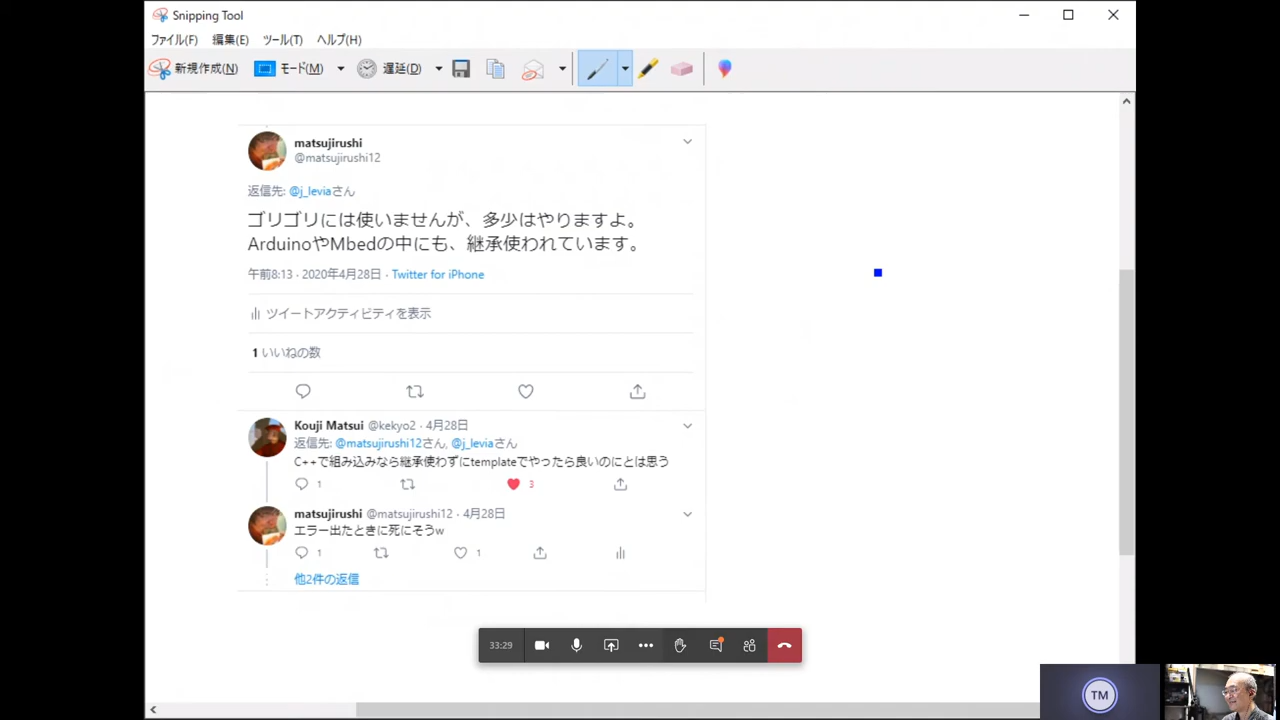 Snipping Tool
ファイル(F) 編集(E) ツール(T) ヘルプ(H)
新規作成(N) モード(M) 遅延(D)
matsujirushi
@matsujirushi12
返信先: @j_leviaさん
ゴリゴリには使いませんが、多少はやりますよ。
ArduinoやMbedの中にも、継承使われています。
午前8:13 · 2020年4月28日 · Twitter for iPhone
ツイートアクティビティを表示
1 いいねの数
Kouji Matsui @kekyo2 · 4月28日
返信先: @matsujirushi12さん, @j_leviaさん
C++で組み込みなら継承使わずにtemplateでやったら良いのにとは思う
1 3
matsujirushi @matsujirushi12 · 4月28日
エラー出たときに死にそうw
1 1
他2件の返信
33:29
TM